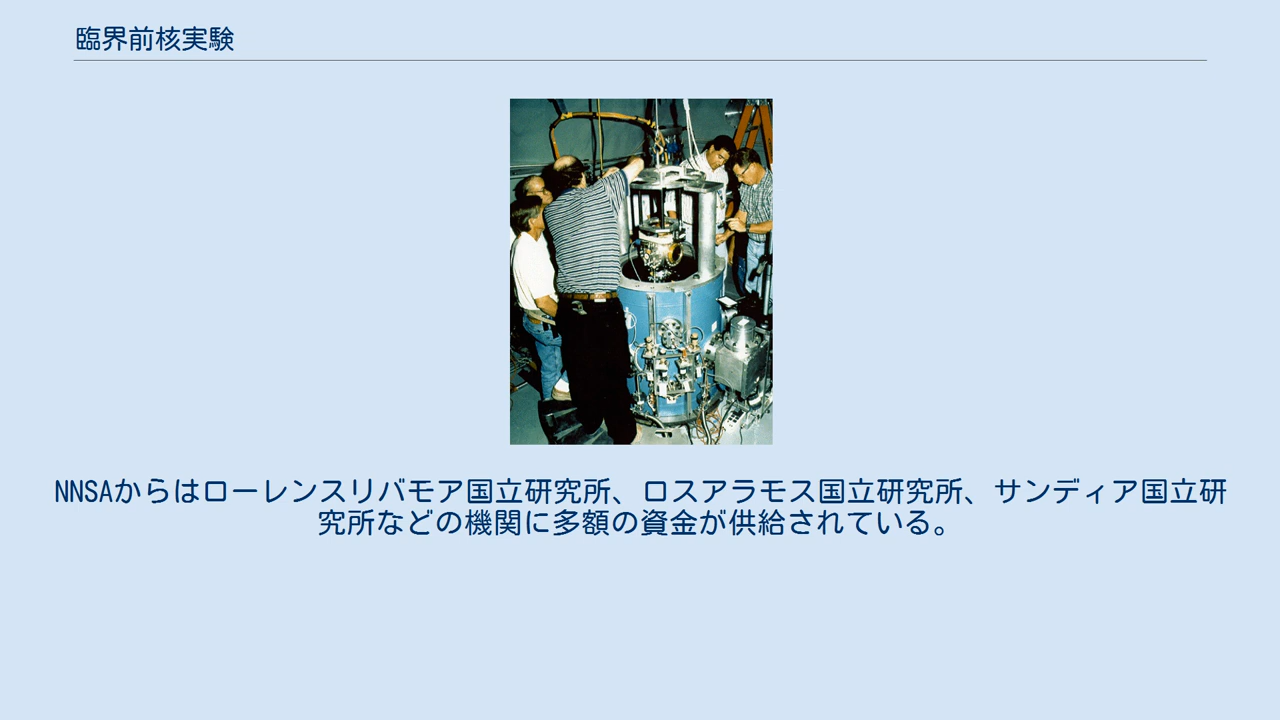 臨界前核実験
NNSAからはローレンスリバモア国立研究所、ロスアラモス国立研究所、サンディア国立研
究所などの機関に多額の資金が供給されている。